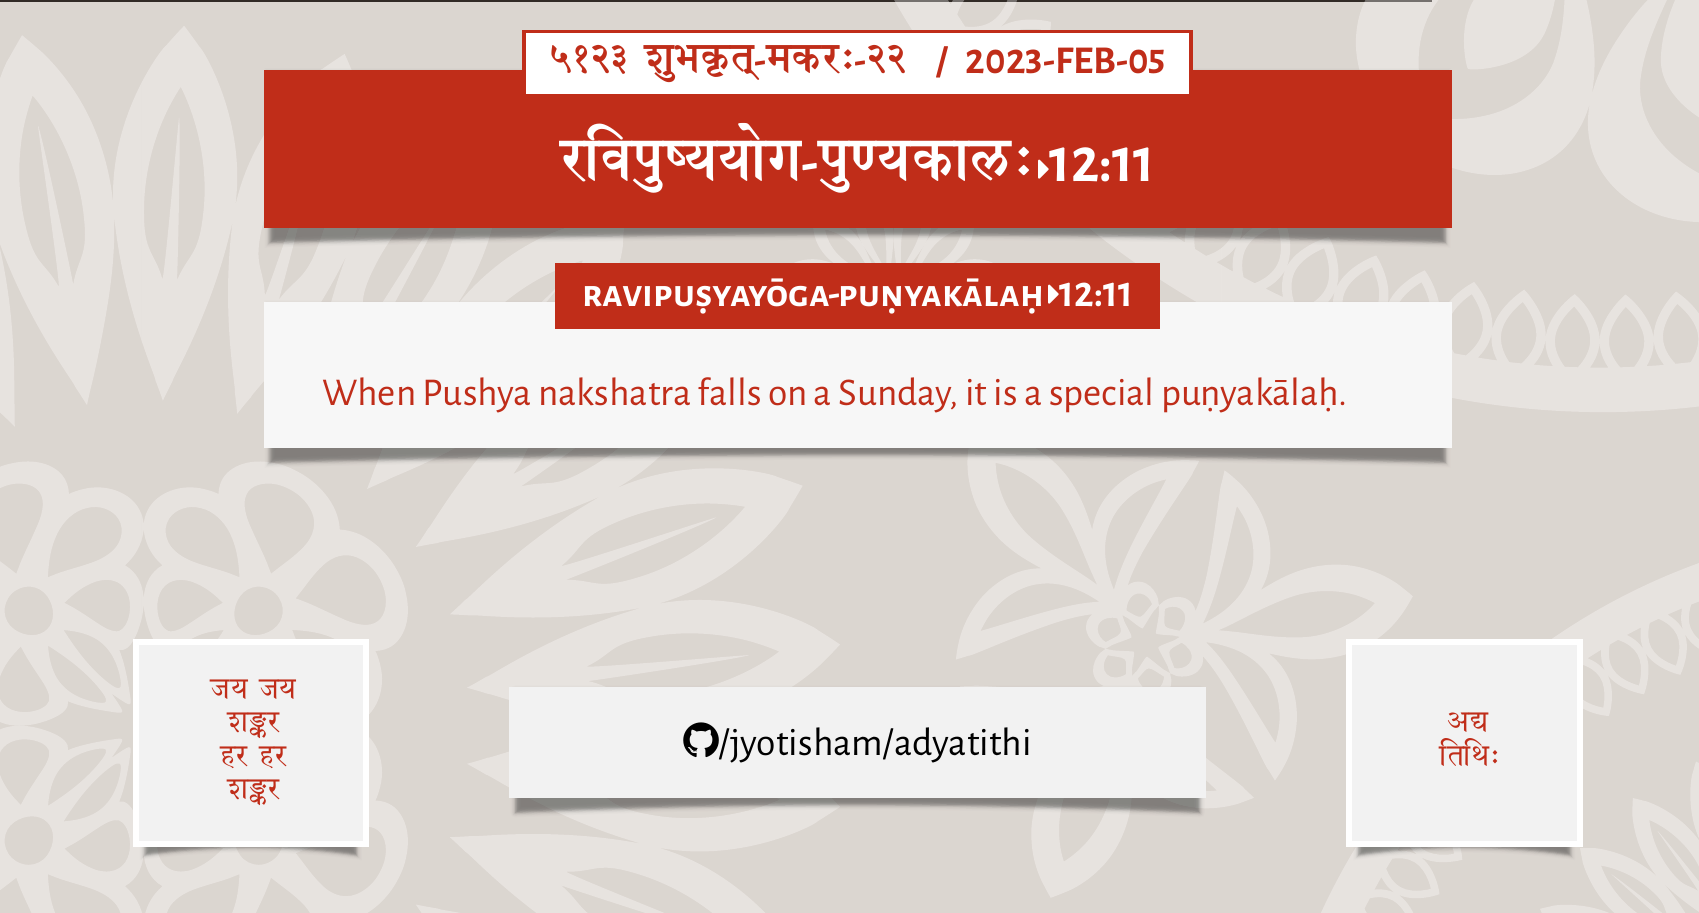 ५१२३ शुभकृत्-मकरः-२२ / 2023-FEB-05
रविपुष्ययोग-पुण्यकालः▸12:11
RAVIPUṢYAYŌGA-PUṆYAKĀLAḤ▸12:11
When Pushya nakshatra falls on a Sunday, it is a special puṇyakālaḥ.
जय जय
शङ्कर
हर हर
शङ्कर
/jyotisham/adyatithi
अद्य
तिथिः